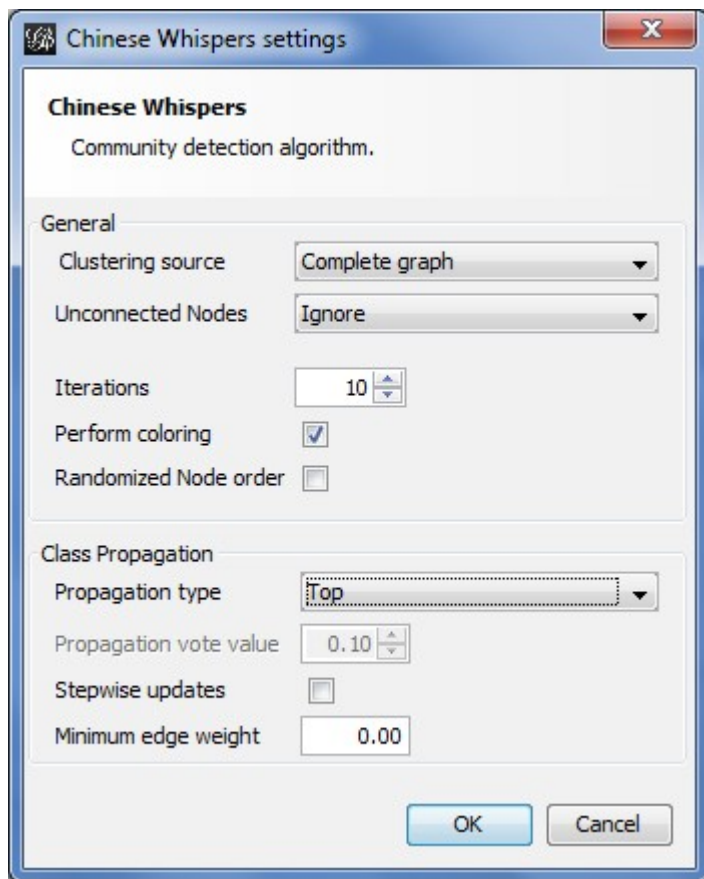 Chinese Whispers settings
Chinese Whispers
Community detection algorithm.
General
Clustering source Complete graph
Unconnected Nodes Ignore
Iterations 10
Perform coloring
Randomized Node order
Class Propagation
Propagation type Top
Propagation vote value 0.10
Stepwise updates
Minimum edge weight 0.00
OK Cancel